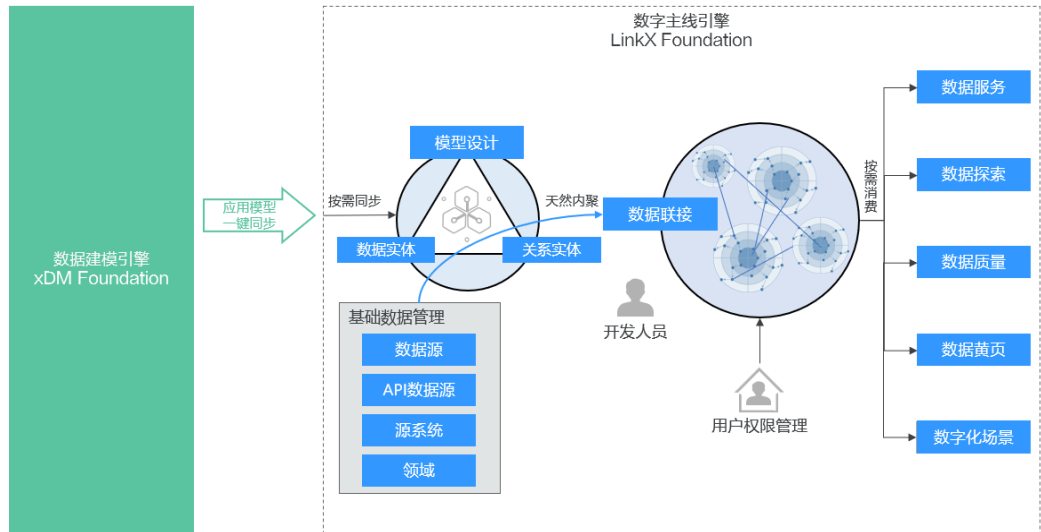 数据建模引擎
xDM Foundation
应用模型
一键同步
数字主线引擎
LinkX Foundation
按需同步
模型设计
数据实体
关系实体
天然内聚
数据联接
基础数据管理
数据源
API数据源
源系统
领域
开发人员
用户权限管理
按需消费
数据服务
数据探索
数据质量
数据黄页
数字化场景